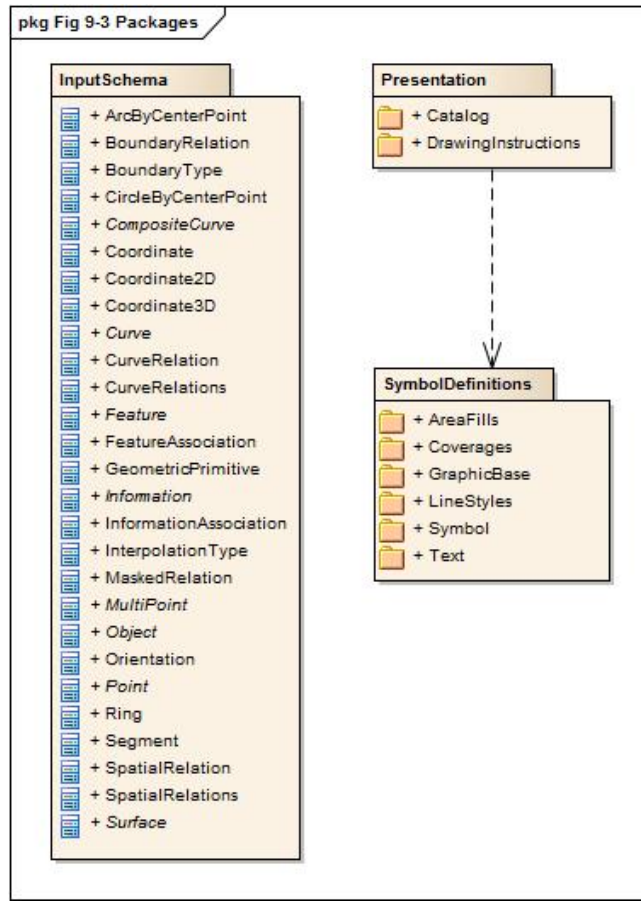 pkg Fig 9-3 Packages
InputSchema
+ ArcByCenterPoint
+ BoundaryRelation
+ BoundaryType
+ CircleByCenterPoint
+ CompositeCurve
+ Coordinate
+ Coordinate2D
+ Coordinate3D
+ Curve
+ CurveRelation
+ CurveRelations
+ Feature
+ FeatureAssociation
+ GeometricPrimitive
+ Information
+ InformationAssociation
+ InterpolationType
+ MaskedRelation
+ MultiPoint
+ Object
+ Orientation
+ Point
+ Ring
+ Segment
+ SpatialRelation
+ SpatialRelations
+ Surface
Presentation
+ Catalog
+ DrawingInstructions
SymbolDefinitions
+ AreaFills
+ Coverages
+ GraphicBase
+ LineStyles
+ Symbol
+ Text